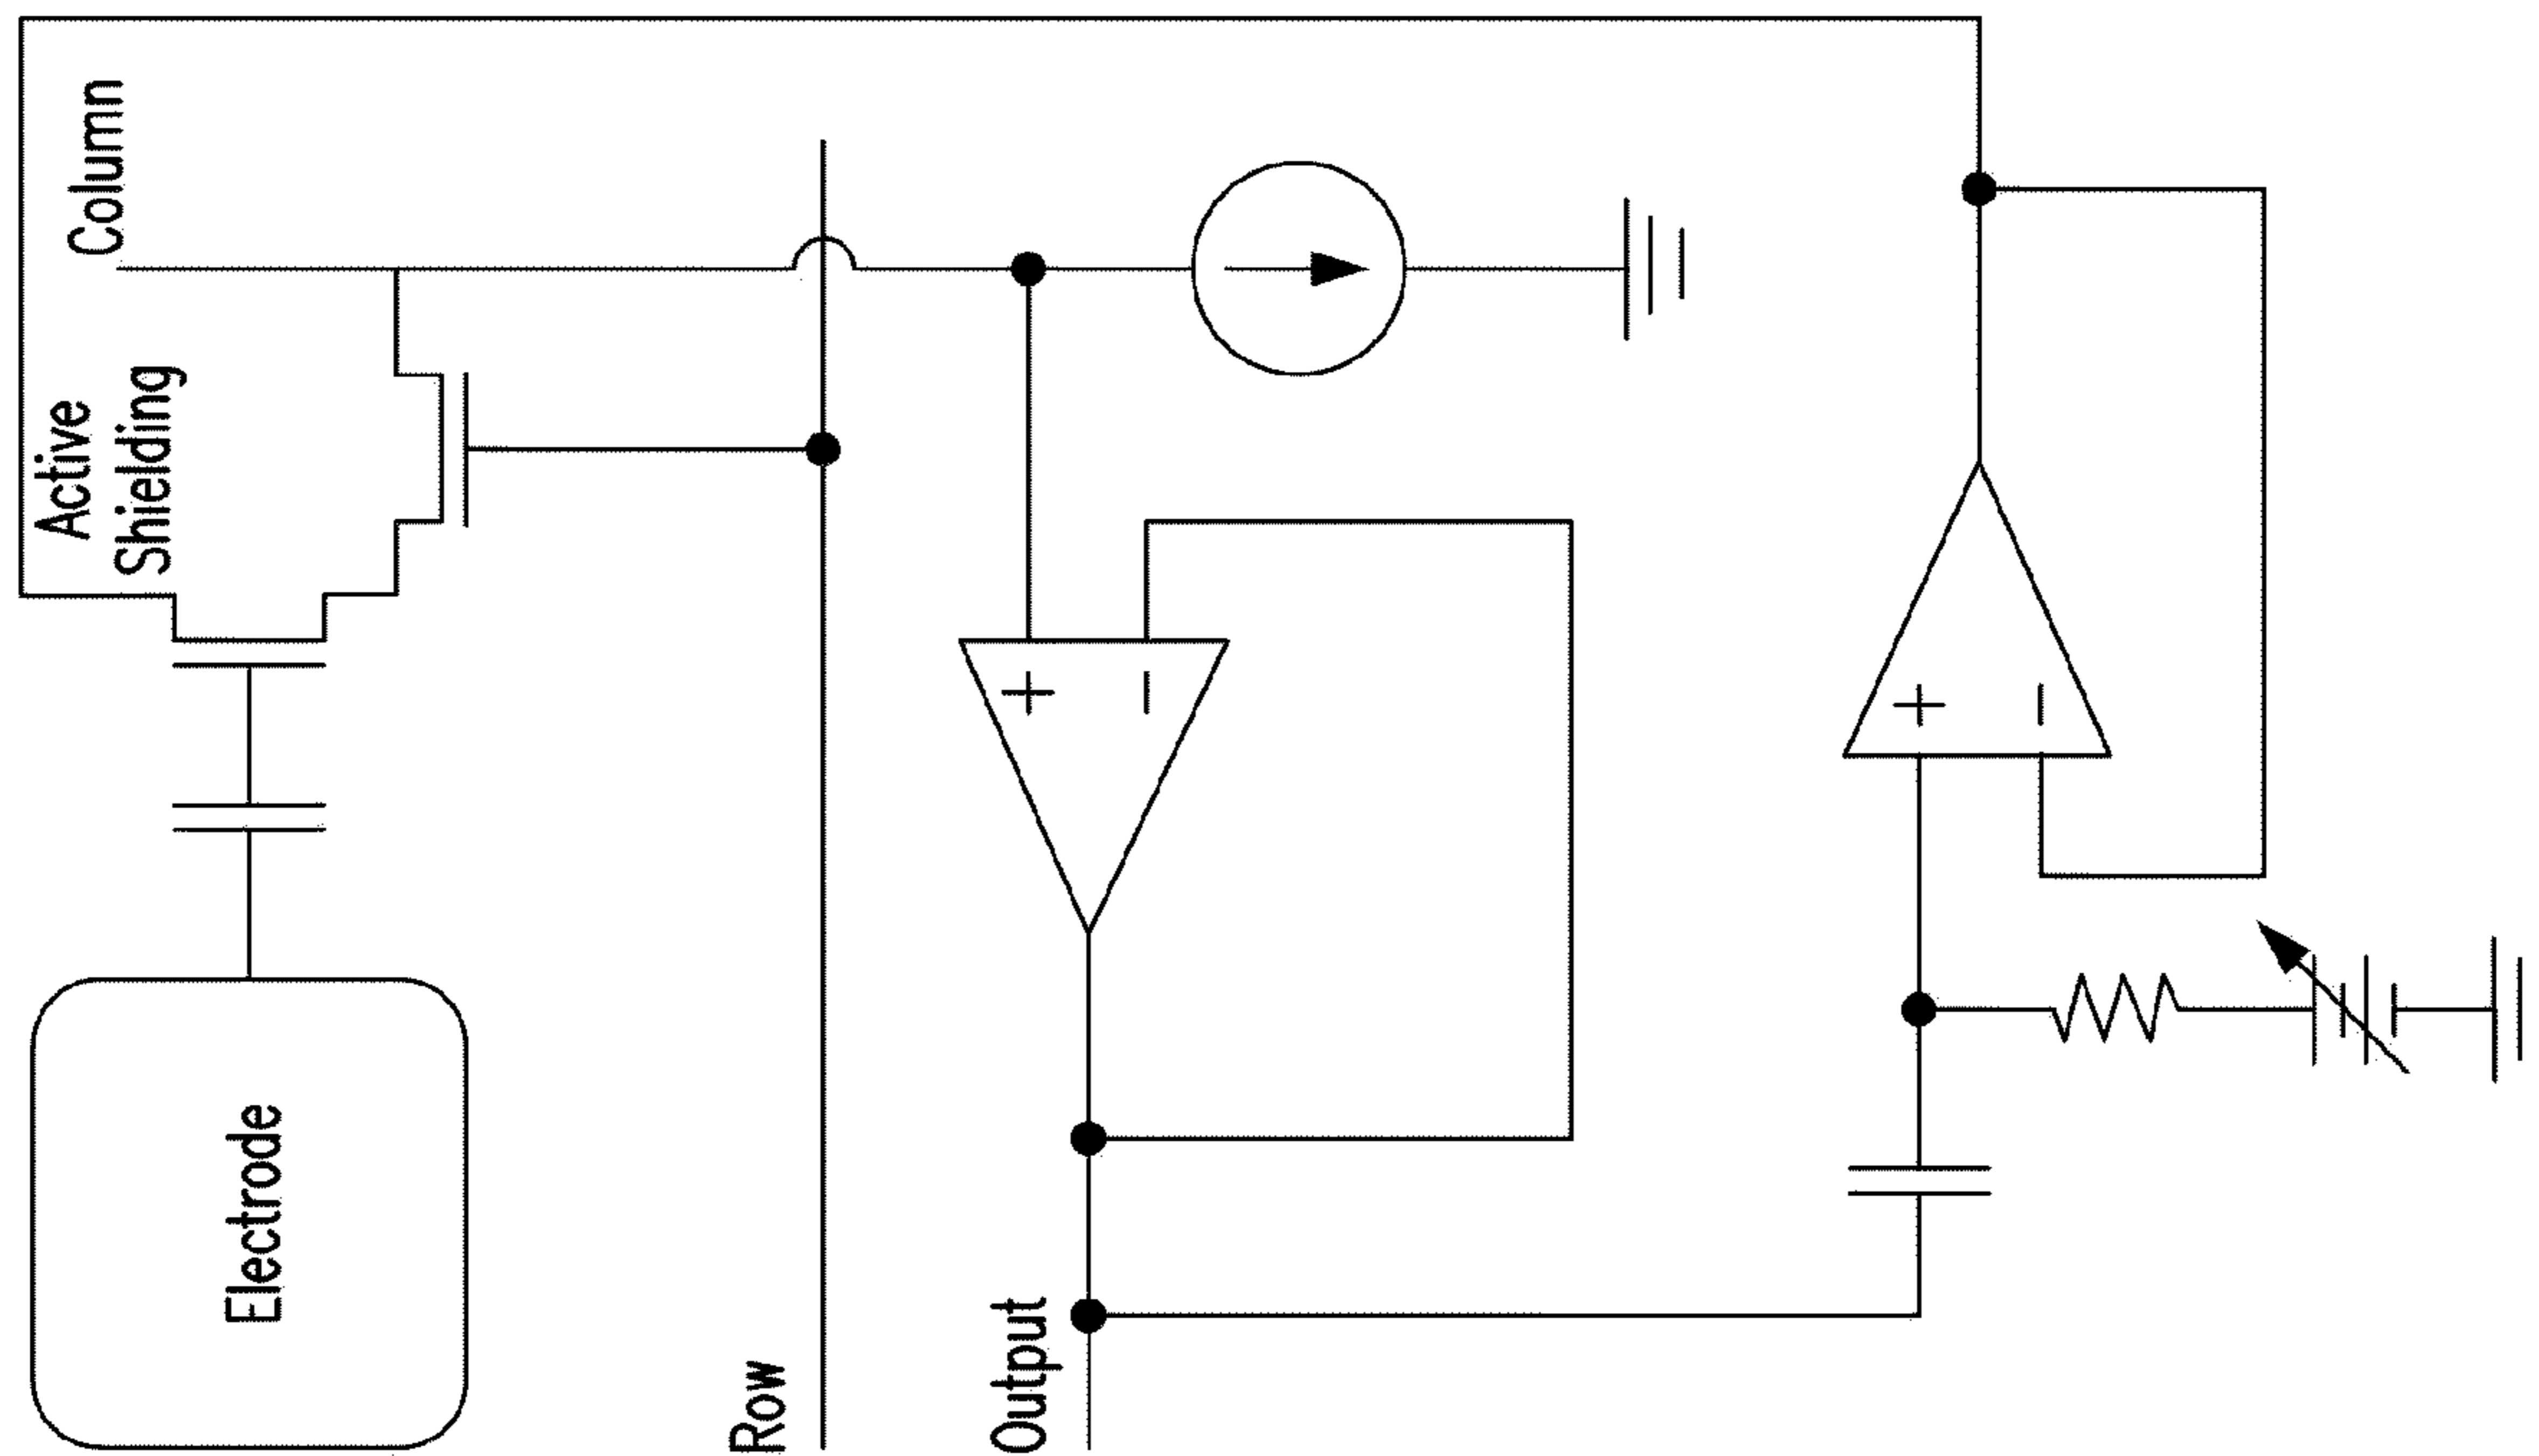 Electrode
Active
Shielding
Column
Row
Output
+
−
+
−